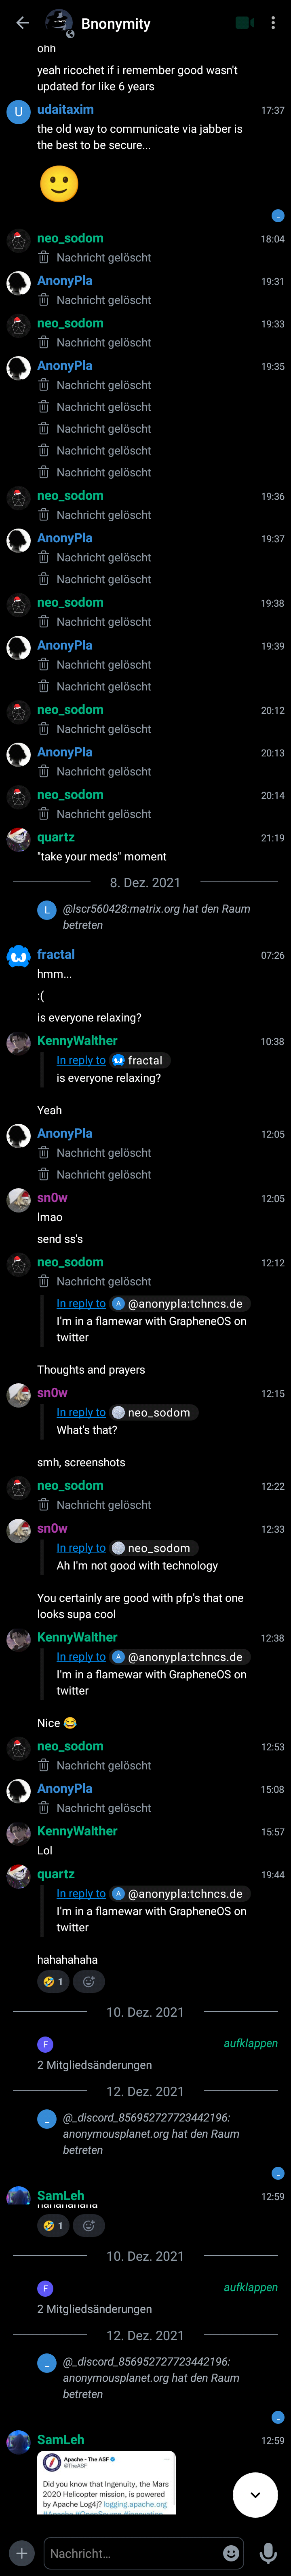 Bnonymity
ohh
yeah ricochet if i remember good wasn't
updated for like 6 years
U
udaitaxim
17:37
the old way to communicate via jabber is
the best to be secure...
🙂
neo_sodom
18:04
Nachricht gelöscht
AnonyPla
19:31
Nachricht gelöscht
neo_sodom
19:33
Nachricht gelöscht
AnonyPla
19:35
Nachricht gelöscht
Nachricht gelöscht
Nachricht gelöscht
Nachricht gelöscht
Nachricht gelöscht
neo_sodom
19:36
Nachricht gelöscht
AnonyPla
19:37
Nachricht gelöscht
Nachricht gelöscht
neo_sodom
19:38
Nachricht gelöscht
AnonyPla
19:39
Nachricht gelöscht
Nachricht gelöscht
neo_sodom
20:12
Nachricht gelöscht
AnonyPla
20:13
Nachricht gelöscht
neo_sodom
20:14
Nachricht gelöscht
quartz
21:19
"take your meds" moment
8. Dez. 2021
L
@lscr560428:matrix.org hat den Raum
betreten
fractal
07:26
hmm...
:(
is everyone relaxing?
KennyWalther
10:38
In reply to fractal
is everyone relaxing?
Yeah
AnonyPla
12:05
Nachricht gelöscht
Nachricht gelöscht
sn0w
12:05
lmao
send ss's
neo_sodom
12:12
Nachricht gelöscht
In reply to A @anonypla:tchncs.de
I'm in a flamewar with GrapheneOS on
twitter
Thoughts and prayers
sn0w
12:15
In reply to neo_sodom
What's that?
smh, screenshots
neo_sodom
12:22
Nachricht gelöscht
sn0w
12:33
In reply to neo_sodom
Ah I'm not good with technology
You certainly are good with pfp's that one
looks supa cool
KennyWalther
12:38
In reply to A @anonypla:tchncs.de
I'm in a flamewar with GrapheneOS on
twitter
Nice 😂
neo_sodom
12:53
Nachricht gelöscht
AnonyPla
15:08
Nachricht gelöscht
KennyWalther
15:57
Lol
quartz
19:44
In reply to A @anonypla:tchncs.de
I'm in a flamewar with GrapheneOS on
twitter
hahahahaha
🤣 1
10. Dez. 2021
F
aufklappen
2 Mitgliedsänderungen
12. Dez. 2021
_
@_discord_856952727723442196:
anonymousplanet.org hat den Raum
betreten
SamLeh
12:59
hahahahaha
🤣 1
10. Dez. 2021
F
aufklappen
2 Mitgliedsänderungen
12. Dez. 2021
_
@_discord_856952727723442196:
anonymousplanet.org hat den Raum
betreten
SamLeh
12:59
Apache - The ASF
@TheASF
Did you know that Ingenuity, the Mars
2020 Helicopter mission, is powered
by Apache Log4j? logging.apache.org
#Apache #OpenSource #innovation
Nachricht...